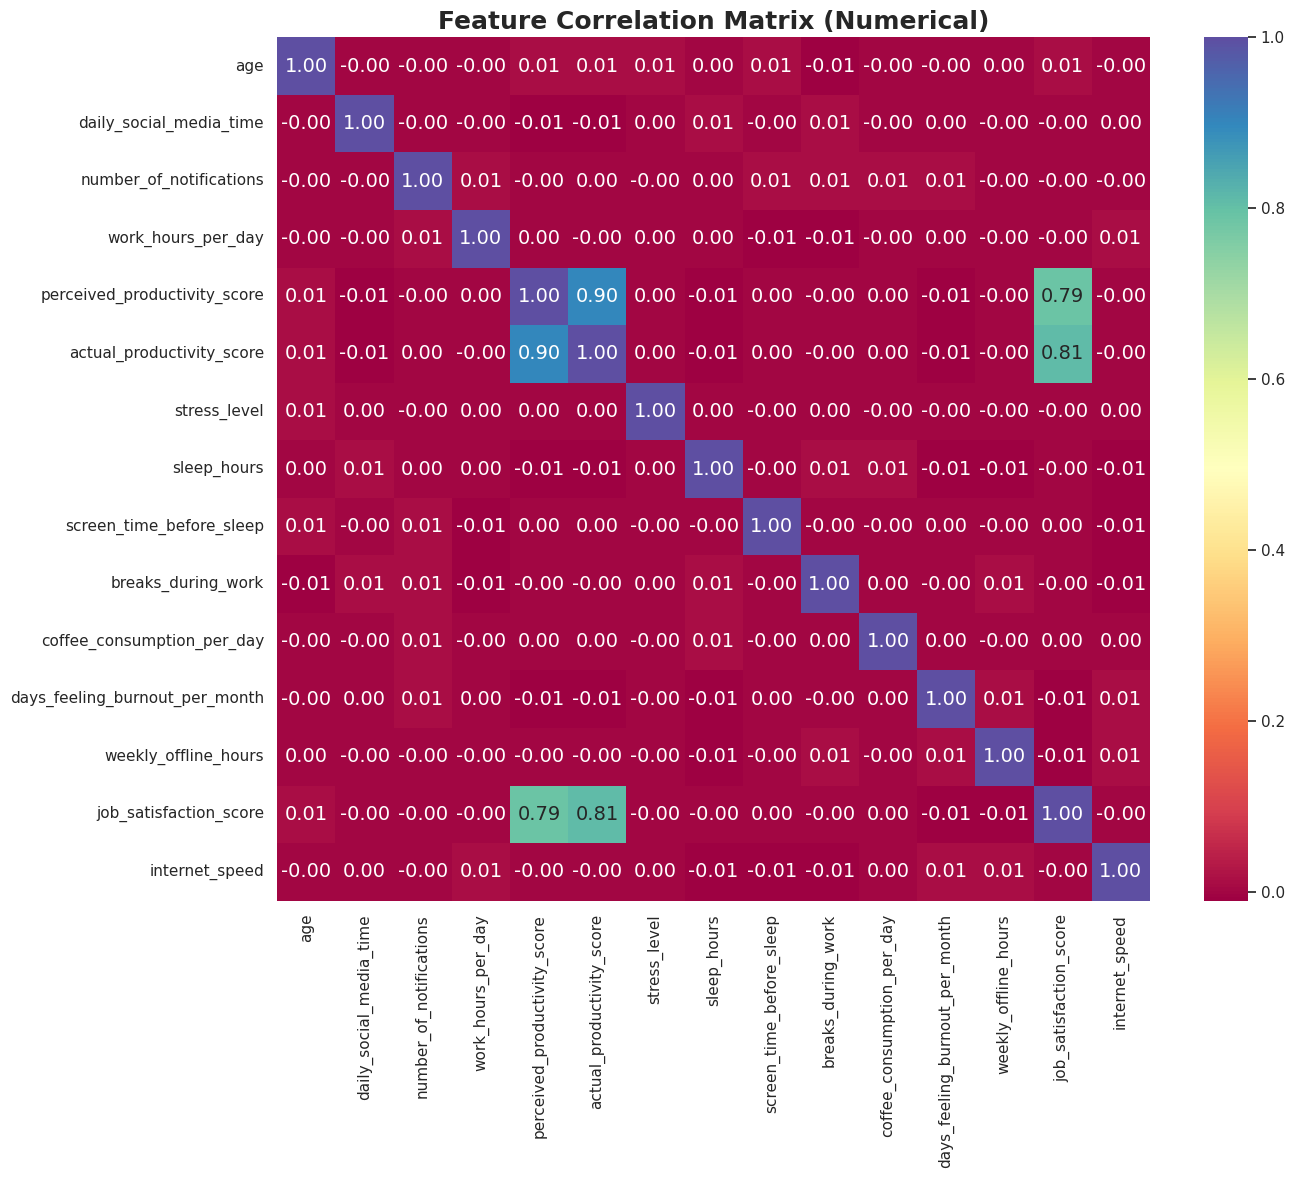 Feature Correlation Matrix (Numerical)
age 1.00 -0.00 -0.00 -0.00 0.01 0.01 0.01 0.00 0.01 -0.01 -0.00 -0.00 0.00 0.01 -0.00
daily_social_media_time -0.00 1.00 -0.00 -0.00 -0.01 -0.01 0.00 0.01 -0.00 0.01 -0.00 0.00 -0.00 -0.00 0.00
number_of_notifications -0.00 -0.00 1.00 0.01 -0.00 0.00 -0.00 0.00 0.01 0.01 0.01 0.01 -0.00 -0.00 -0.00
work_hours_per_day -0.00 -0.00 0.01 1.00 0.00 -0.00 0.00 0.00 -0.01 -0.01 -0.00 0.00 -0.00 -0.00 0.01
perceived_productivity_score 0.01 -0.01 -0.00 0.00 1.00 0.90 0.00 -0.01 0.00 -0.00 0.00 -0.01 -0.00 0.79 -0.00
actual_productivity_score 0.01 -0.01 0.00 -0.00 0.90 1.00 0.00 -0.01 0.00 -0.00 0.00 -0.01 -0.00 0.81 -0.00
stress_level 0.01 0.00 -0.00 0.00 0.00 0.00 1.00 0.00 -0.00 0.00 -0.00 -0.00 -0.00 -0.00 0.00
sleep_hours 0.00 0.01 0.00 0.00 -0.01 -0.01 0.00 1.00 -0.00 0.01 0.01 -0.01 -0.01 -0.00 -0.01
screen_time_before_sleep 0.01 -0.00 0.01 -0.01 0.00 0.00 -0.00 -0.00 1.00 -0.00 -0.00 0.00 -0.00 0.00 -0.01
breaks_during_work -0.01 0.01 0.01 -0.01 -0.00 -0.00 0.00 0.01 -0.00 1.00 0.00 -0.00 0.01 -0.00 -0.01
coffee_consumption_per_day -0.00 -0.00 0.01 -0.00 0.00 0.00 -0.00 0.01 -0.00 0.00 1.00 0.00 -0.00 0.00 0.00
days_feeling_burnout_per_month -0.00 0.00 0.01 0.00 -0.01 -0.01 -0.00 -0.01 0.00 -0.00 0.00 1.00 0.01 -0.01 0.01
weekly_offline_hours 0.00 -0.00 -0.00 -0.00 -0.00 -0.00 -0.00 -0.01 -0.00 0.01 -0.00 0.01 1.00 -0.01 0.01
job_satisfaction_score 0.01 -0.00 -0.00 -0.00 0.79 0.81 -0.00 -0.00 0.00 -0.00 0.00 -0.01 -0.01 1.00 -0.00
internet_speed -0.00 0.00 -0.00 0.01 -0.00 -0.00 0.00 -0.01 -0.01 -0.01 0.00 0.01 0.01 -0.00 1.00
age
daily_social_media_time
number_of_notifications
work_hours_per_day
perceived_productivity_score
actual_productivity_score
stress_level
sleep_hours
screen_time_before_sleep
breaks_during_work
coffee_consumption_per_day
days_feeling_burnout_per_month
weekly_offline_hours
job_satisfaction_score
internet_speed
1.0
0.8
0.6
0.4
0.2
0.0